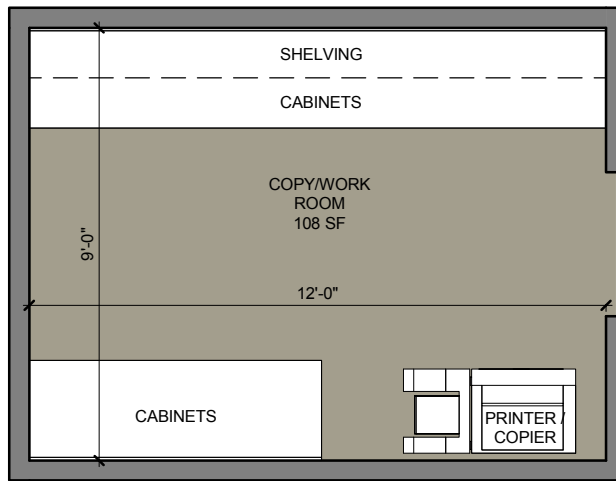 SHELVING
CABINETS
COPY/WORK
ROOM
108 SF
9'-0"
12'-0"
CABINETS
PRINTER /
COPIER